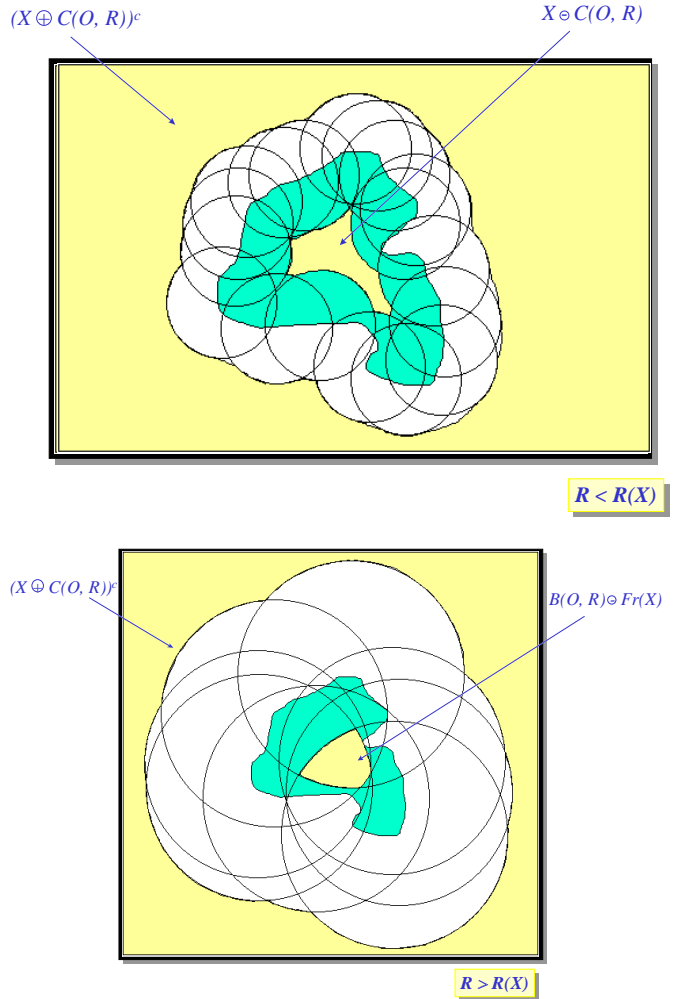 (X ⊕ C(O, R))ᶜ
X ⊖ C(O, R)
R < R(X)
(X ⊕ C(O, R))ᶜ
B(O, R) ⊖ Fr(X)
R > R(X)